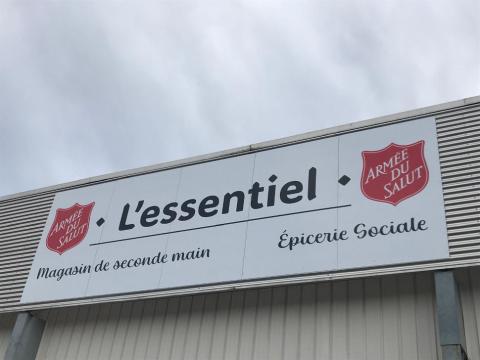 ARMÉE
DU
SALUT
L'essentiel
ARMÉE
DU
SALUT
Magasin de seconde main
Épicerie Sociale